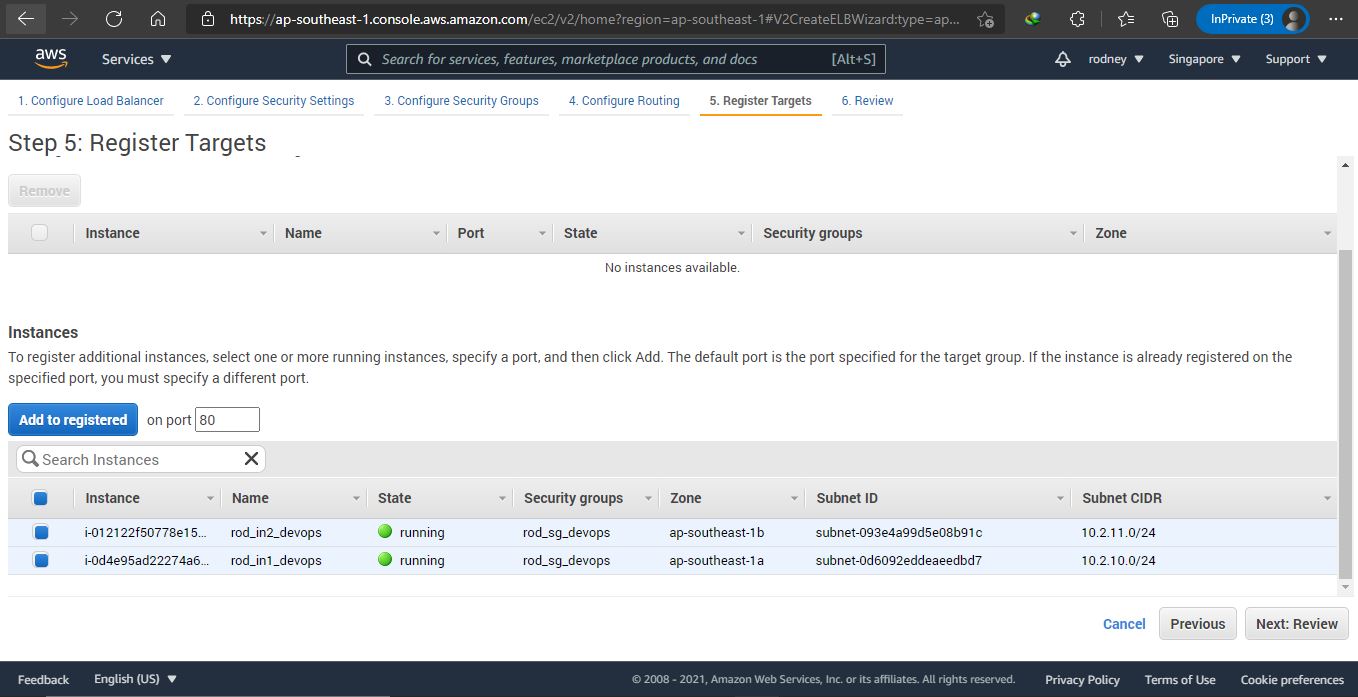 https://ap-southeast-1.console.aws.amazon.com/ec2/v2/home?region=ap-southeast-1#V2CreateELBWizard:type=ap...
InPrivate (3)
aws
Services
Search for services, features, marketplace products, and docs [Alt+S]
rodney
Singapore
Support
1. Configure Load Balancer 2. Configure Security Settings 3. Configure Security Groups 4. Configure Routing 5. Register Targets 6. Review
Step 5: Register Targets
Remove
Instance Name Port State Security groups Zone
No instances available.
Instances
To register additional instances, select one or more running instances, specify a port, and then click Add. The default port is the port specified for the target group. If the instance is already registered on the
specified port, you must specify a different port.
Add to registered on port 80
Search Instances
Instance Name State Security groups Zone Subnet ID Subnet CIDR
i-012122f50778e15... rod_in2_devops running rod_sg_devops ap-southeast-1b subnet-093e4a99d5e08b91c 10.2.11.0/24
i-0d4e95ad22274a6... rod_in1_devops running rod_sg_devops ap-southeast-1a subnet-0d6092eddeaeedbd7 10.2.10.0/24
Cancel Previous Next: Review
Feedback English (US) © 2008 - 2021, Amazon Web Services, Inc. or its affiliates. All rights reserved. Privacy Policy Terms of Use Cookie preferences